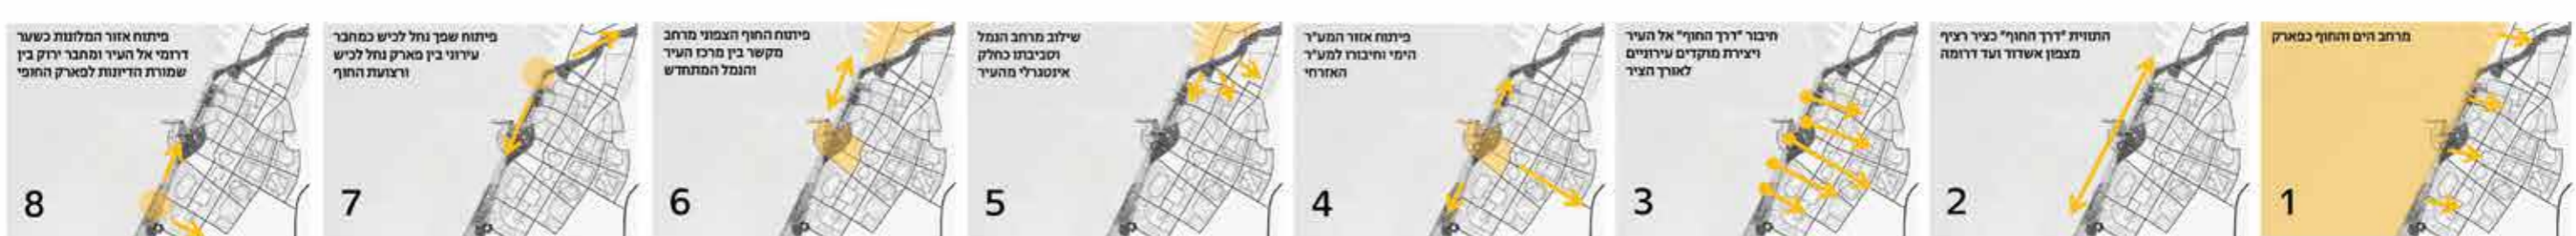 מרחב הים והחוף כפארק
1
התווית "דרך החוף" כציר רציף
מצפון אשדוד ועד דרומה
2
חיבור "דרך החוף" אל העיר
ויצירת מוקדים עירוניים
לאורך הציר
3
פיתוח אזור המע"ר
הימי וחיבורו למע"ר
האזרחי
4
שילוב מרחב הנמל
וסביבתו כחלק
אינטגרלי מהעיר
5
פיתוח החוף הצפוני מרחב
מקשר בין מרכז העיר
והנמל המתחדש
6
פיתוח שפך נחל לכיש כמחבר
עירוני בין פארק נחל לכיש
ורצועת החוף
7
פיתוח אזור המלונות כשער
דרומי אל העיר ומחבר ירוק בין
שמורת הדיונות לפארק החופי
8